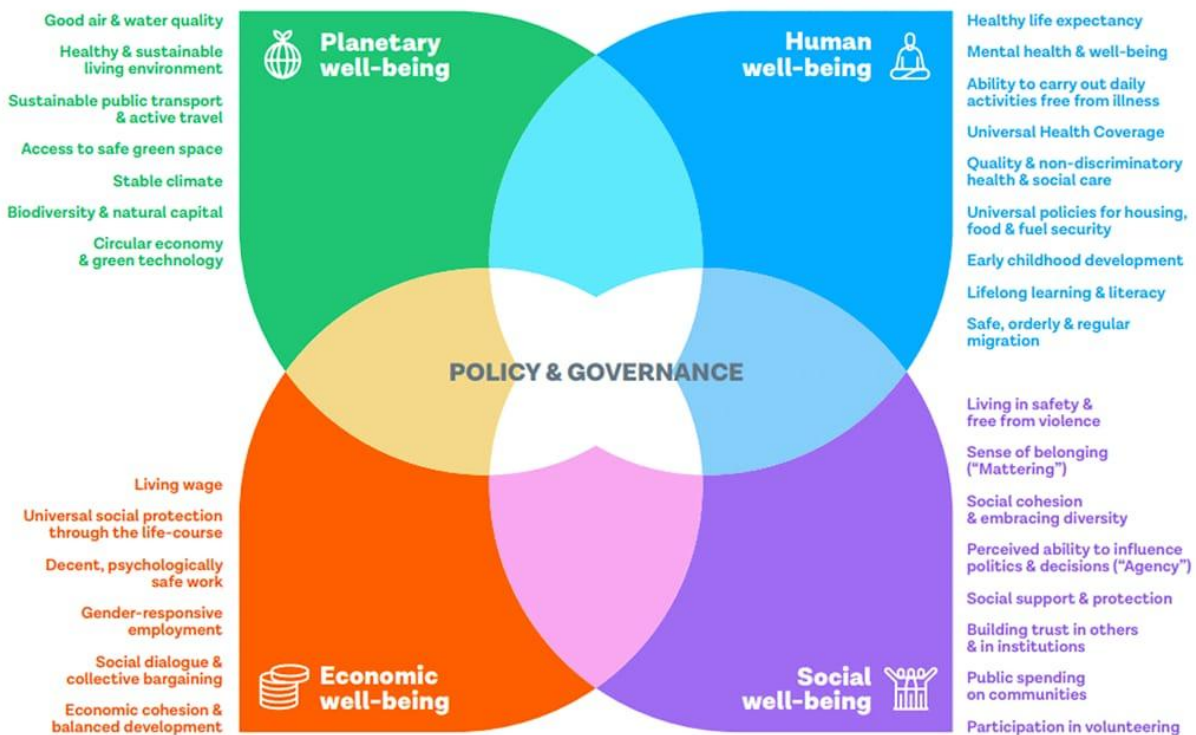 Good air & water quality
Healthy & sustainable
living environment
Sustainable public transport
& active travel
Access to safe green space
Stable climate
Biodiversity & natural capital
Circular economy
& green technology
Planetary
well-being
Human
well-being
Healthy life expectancy
Mental health & well-being
Ability to carry out daily
activities free from illness
Universal Health Coverage
Quality & non-discriminatory
health & social care
Universal policies for housing,
food & fuel security
Early childhood development
Lifelong learning & literacy
Safe, orderly & regular
migration
POLICY & GOVERNANCE
Living wage
Universal social protection
through the life-course
Decent, psychologically
safe work
Gender-responsive
employment
Social dialogue &
collective bargaining
Economic cohesion &
balanced development
Economic
well-being
Social
well-being
Living in safety &
free from violence
Sense of belonging
("Mattering")
Social cohesion
& embracing diversity
Perceived ability to influence
politics & decisions ("Agency")
Social support & protection
Building trust in others
& in institutions
Public spending
on communities
Participation in volunteering